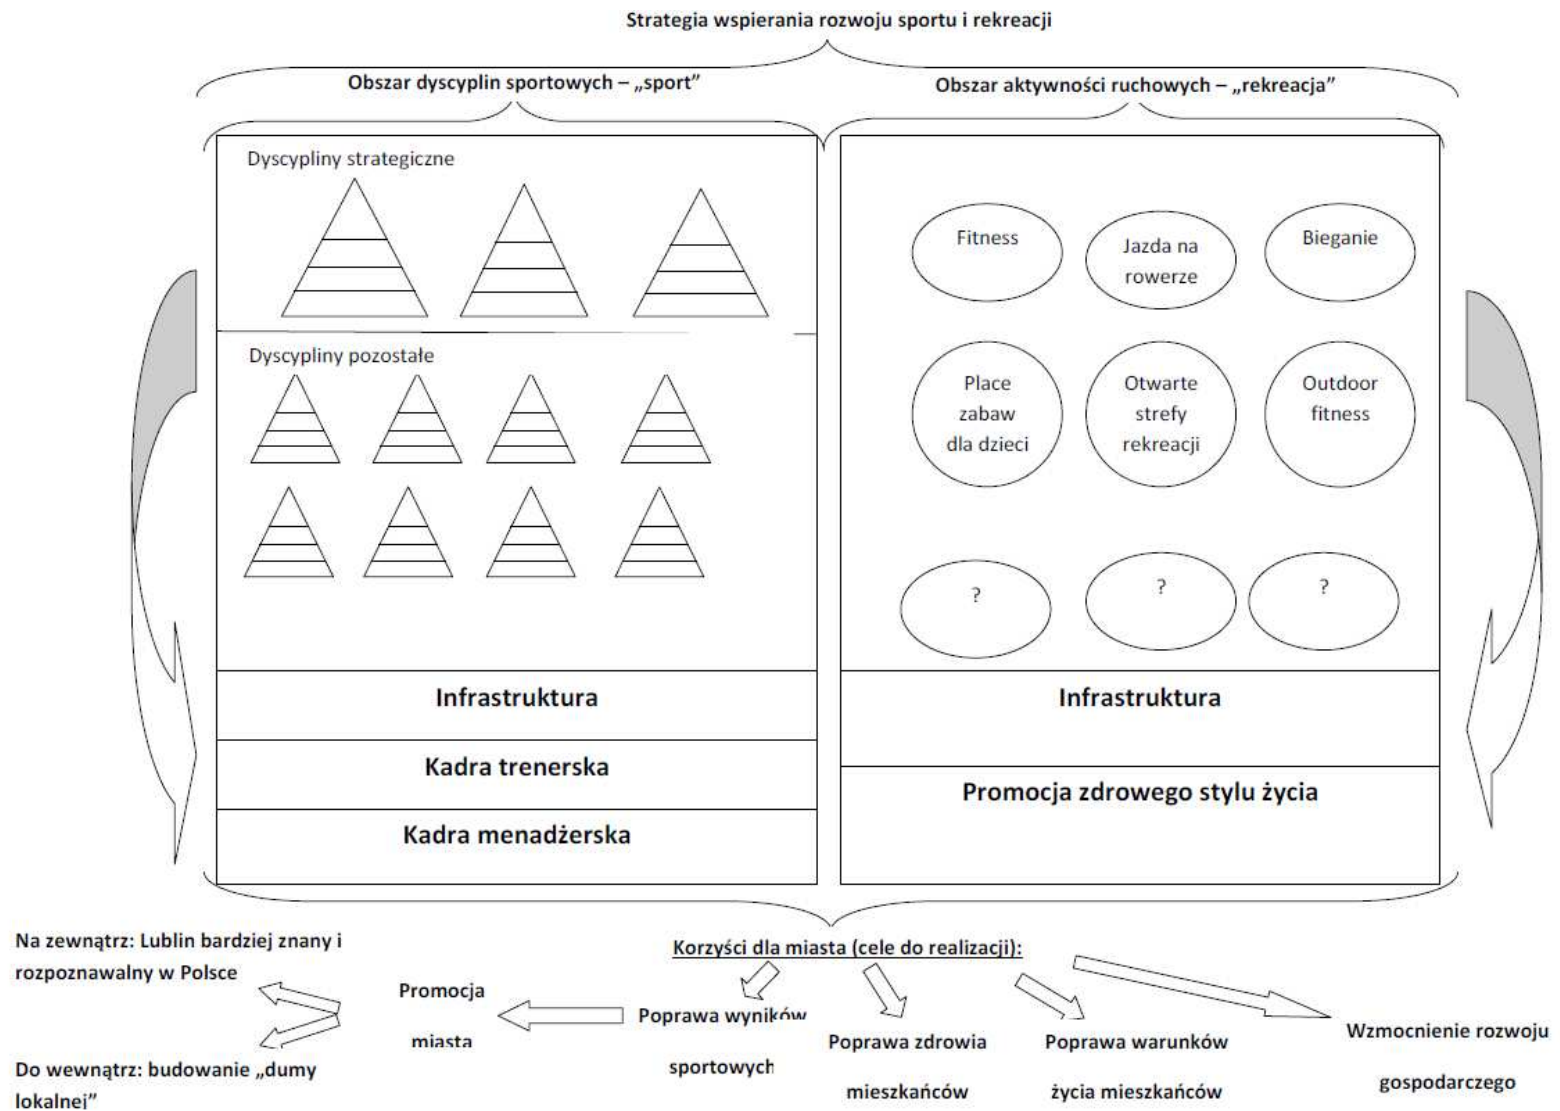 Strategia wspierania rozwoju sportu i rekreacji
Obszar dyscyplin sportowych – „sport”
Obszar aktywności ruchowych – „rekreacja”
Dyscypliny strategiczne
Dyscypliny pozostałe
Infrastruktura
Kadra trenerska
Kadra menadżerska
Fitness
Jazda na
rowerze
Bieganie
Place
zabaw
dla dzieci
Otwarte
strefy
rekreacji
Outdoor
fitness
?
?
?
Infrastruktura
Promocja zdrowego stylu życia
Korzyści dla miasta (cele do realizacji):
Na zewnątrz: Lublin bardziej znany i
rozpoznawalny w Polsce
Do wewnątrz: budowanie „dumy
lokalnej”
Promocja
miasta
Poprawa wyników
sportowych
Poprawa zdrowia
mieszkańców
Poprawa warunków
życia mieszkańców
Wzmocnienie rozwoju
gospodarczego